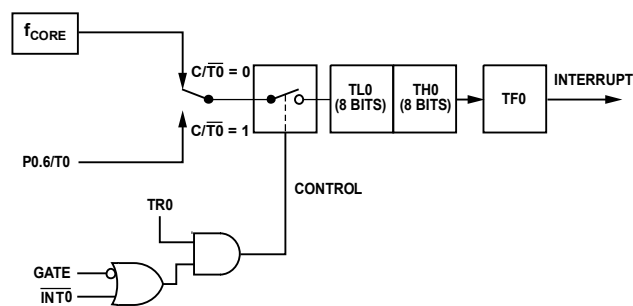 fCORE
C/T0̅ = 0
TL0
(8 BITS)
TH0
(8 BITS)
TF0
INTERRUPT
C/T0̅ = 1
P0.6/T0
CONTROL
TR0
GATE
I̅N̅T̅0̅